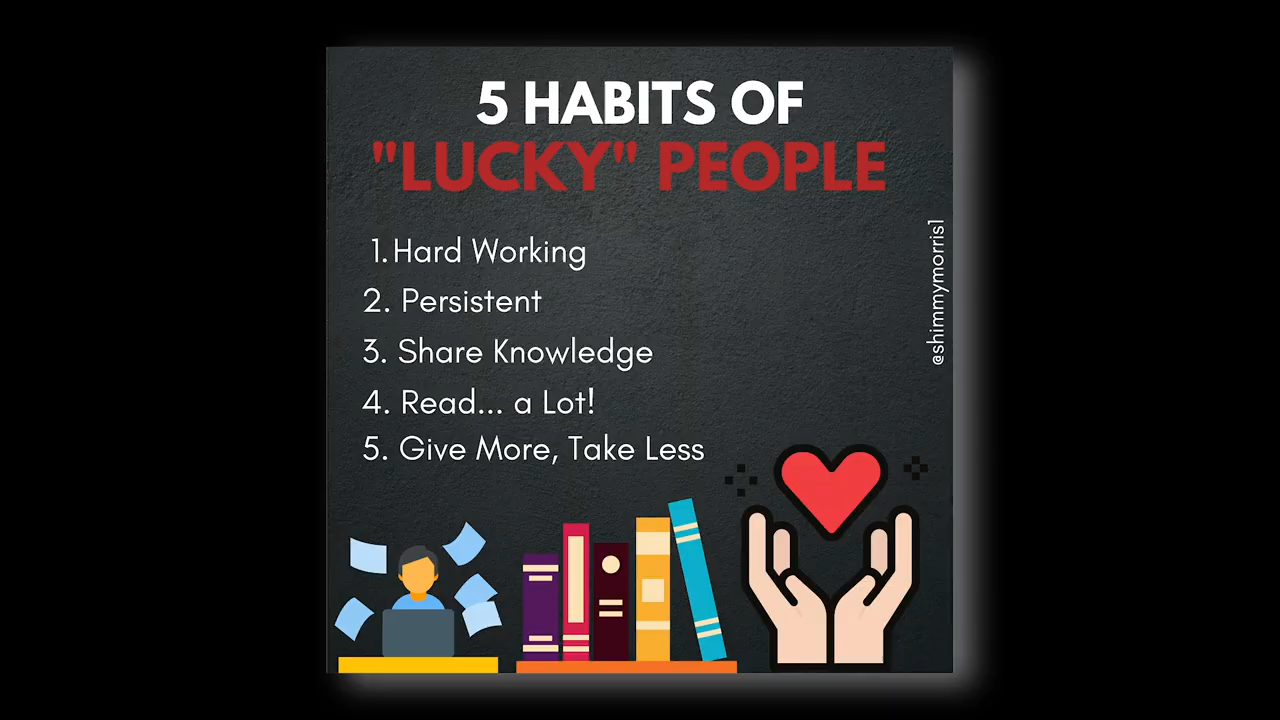 5 HABITS OF
"LUCKY" PEOPLE
1.Hard Working
2. Persistent
3. Share Knowledge
4. Read... a Lot!
5. Give More, Take Less
@shimmymorris1